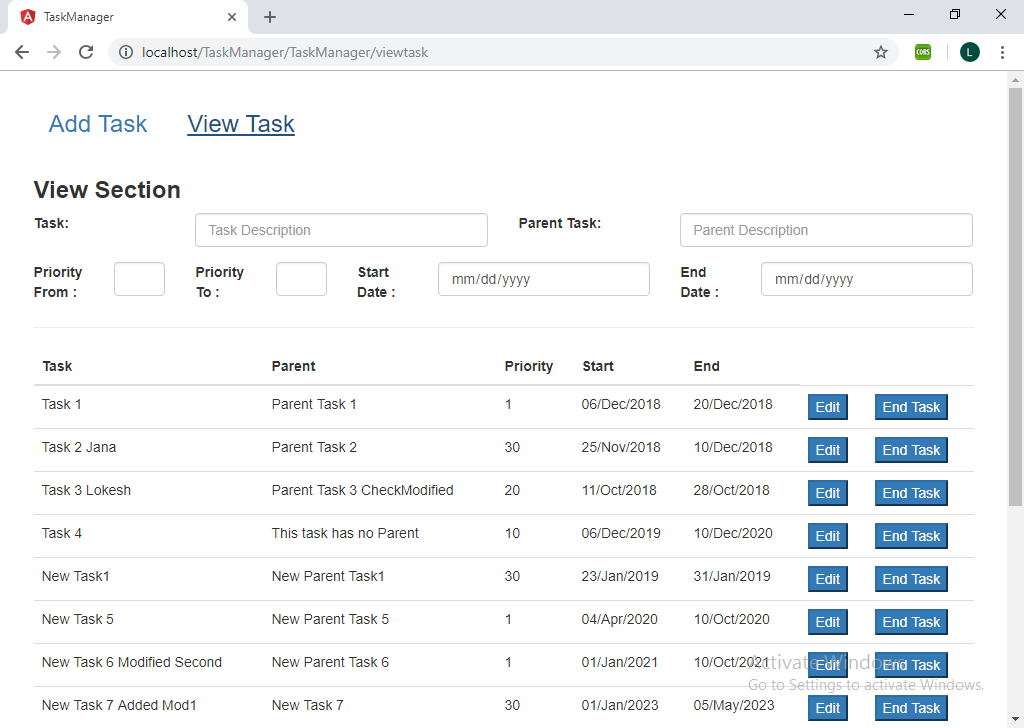 TaskManager
localhost/TaskManager/TaskManager/viewtask
CORS
L
Add Task View Task
View Section
Task: Task Description Parent Task: Parent Description
Priority From : Priority To : Start Date : mm/dd/yyyy End Date : mm/dd/yyyy
Task Parent Priority Start End
Task 1 Parent Task 1 1 06/Dec/2018 20/Dec/2018 Edit End Task
Task 2 Jana Parent Task 2 30 25/Nov/2018 10/Dec/2018 Edit End Task
Task 3 Lokesh Parent Task 3 CheckModified 20 11/Oct/2018 28/Oct/2018 Edit End Task
Task 4 This task has no Parent 10 06/Dec/2019 10/Dec/2020 Edit End Task
New Task1 New Parent Task1 30 23/Jan/2019 31/Jan/2019 Edit End Task
New Task 5 New Parent Task 5 1 04/Apr/2020 10/Oct/2020 Edit End Task
New Task 6 Modified Second New Parent Task 6 1 01/Jan/2021 10/Oct/2021 Edit End Task
Activate Windows
Go to Settings to activate Windows.
New Task 7 Added Mod1 New Task 7 30 01/Jan/2023 05/May/2023 Edit End Task